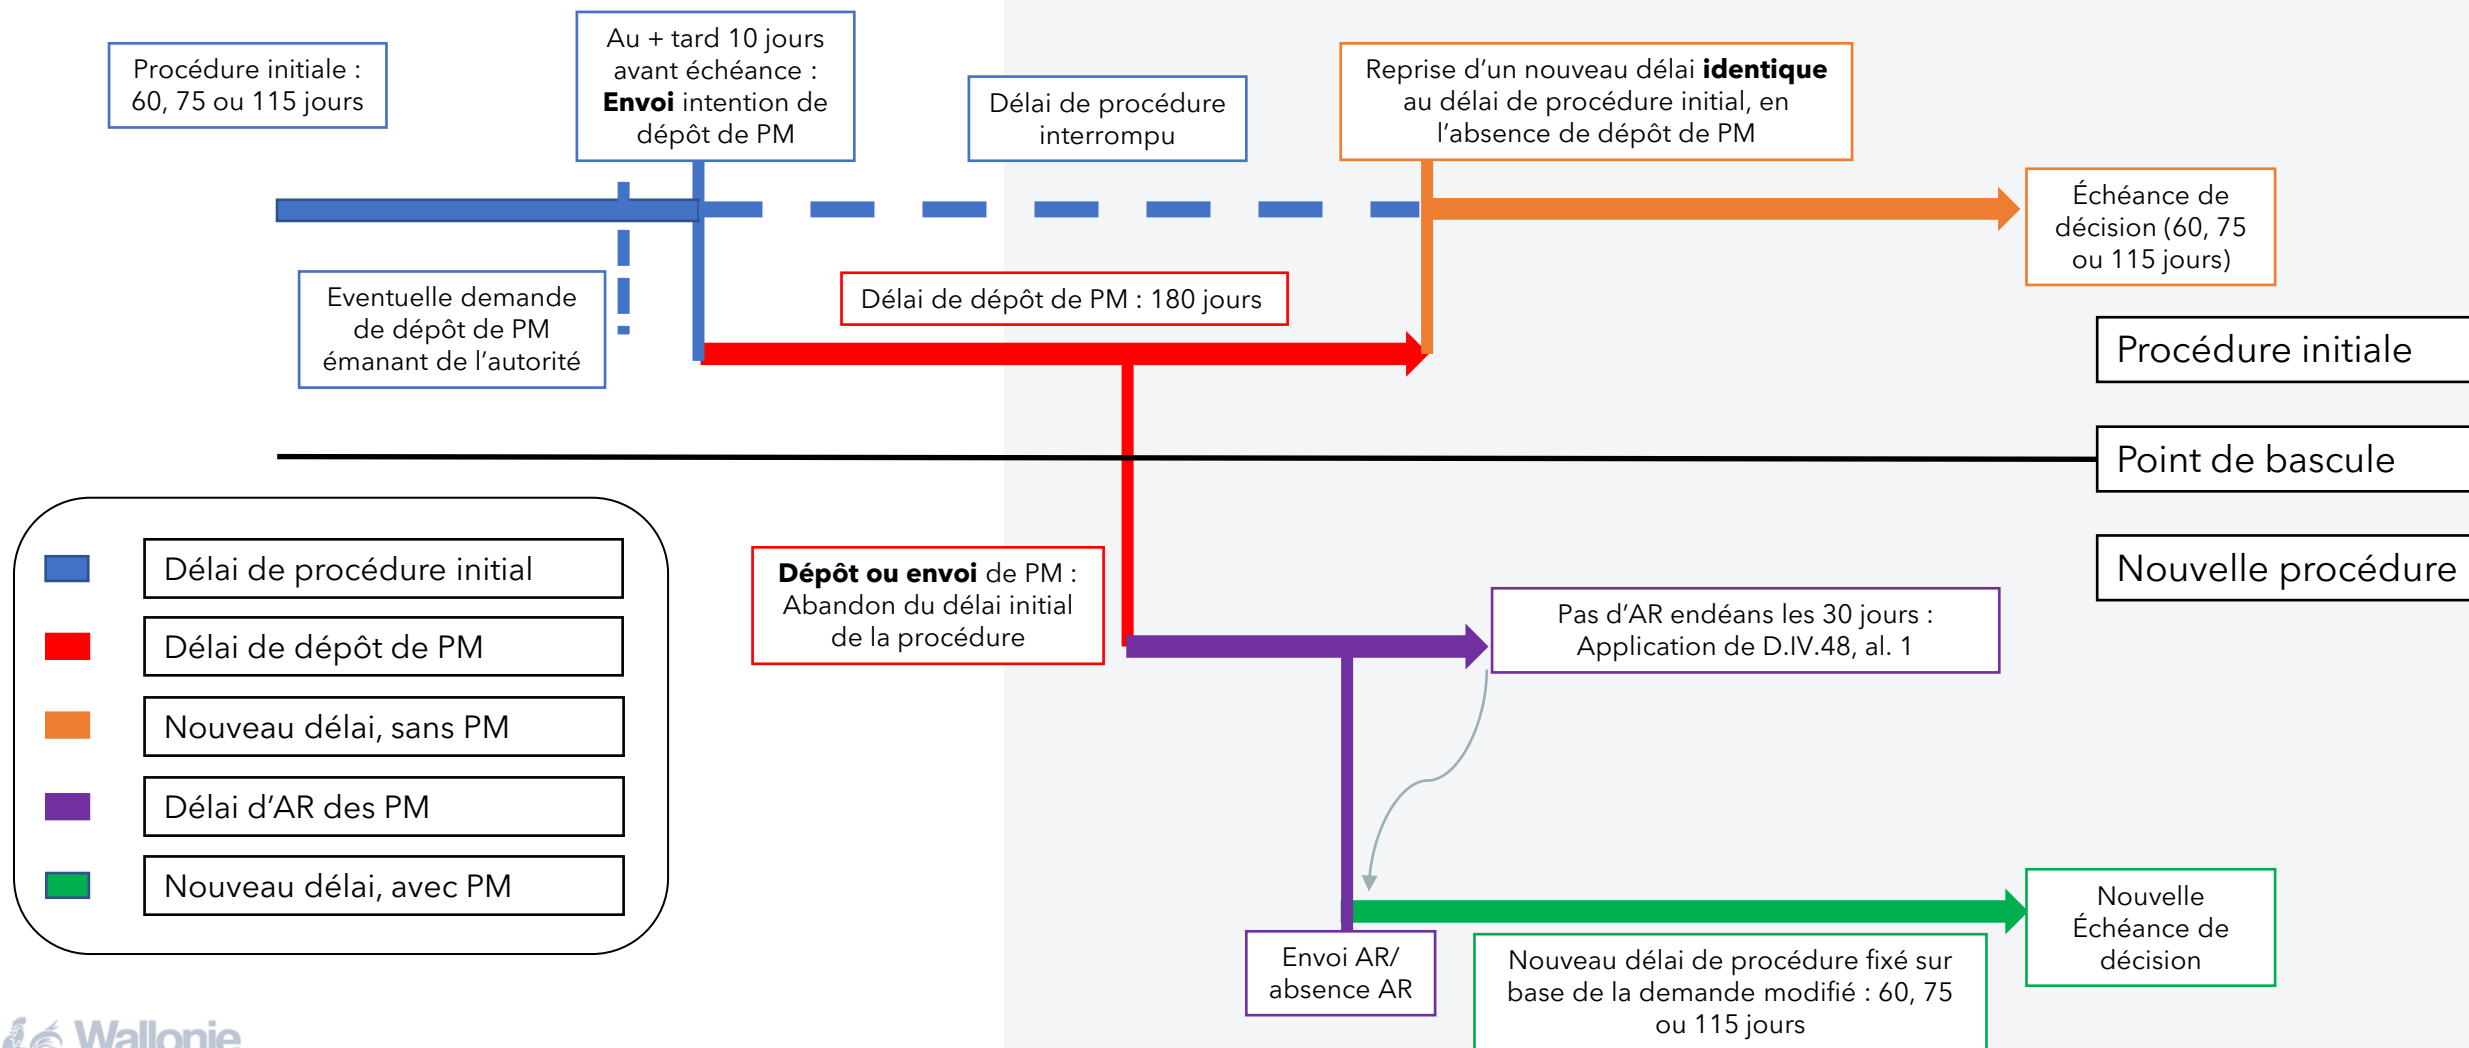 Procédure initiale :
60, 75 ou 115 jours
Au + tard 10 jours
avant échéance :
Envoi intention de
dépôt de PM
Délai de procédure
interrompu
Reprise d’un nouveau délai identique
au délai de procédure initial, en
l’absence de dépôt de PM
Échéance de
décision (60, 75
ou 115 jours)
Eventuelle demande
de dépôt de PM
émanant de l’autorité
Délai de dépôt de PM : 180 jours
Procédure initiale
Point de bascule
Nouvelle procédure
Délai de procédure initial
Délai de dépôt de PM
Nouveau délai, sans PM
Délai d’AR des PM
Nouveau délai, avec PM
Dépôt ou envoi de PM :
Abandon du délai initial
de la procédure
Pas d’AR endéans les 30 jours :
Application de D.IV.48, al. 1
Envoi AR/
absence AR
Nouveau délai de procédure fixé sur
base de la demande modifié : 60, 75
ou 115 jours
Nouvelle
Échéance de
décision
Wallonie